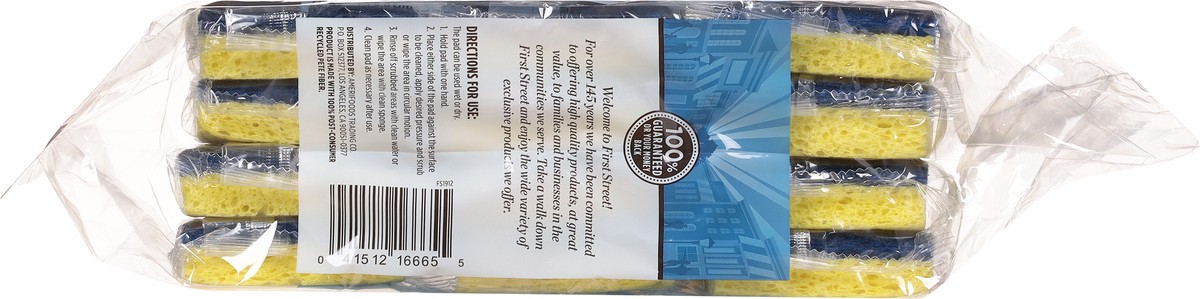 100%
GUARANTEED
OR YOUR MONEY
BACK
Welcome to First Street!
For over 145 years we have been committed
to offering high quality products, at great
value, to families and businesses in the
communities we serve. Take a walk down
First Street and enjoy the wide variety of
exclusive products we offer.
DIRECTIONS FOR USE:
The pad can be used wet or dry.
1. Hold pad with one hand.
2. Place either side of the pad against the surface
to be cleaned, apply desired pressure and scrub
or wipe the area in circular motion.
3. Rinse off scrubbed areas with clean water or
wipe the area with clean sponge.
4. Clean pad as necessary after use.
DISTRIBUTED BY: AMERIFOODS TRADING CO.
P.O. BOX 512377, LOS ANGELES, CA 90051-0377
PRODUCT IS MADE WITH 100% POST-CONSUMER
RECYCLED PETE FIBER.
FS1912
0 41512 16665 5